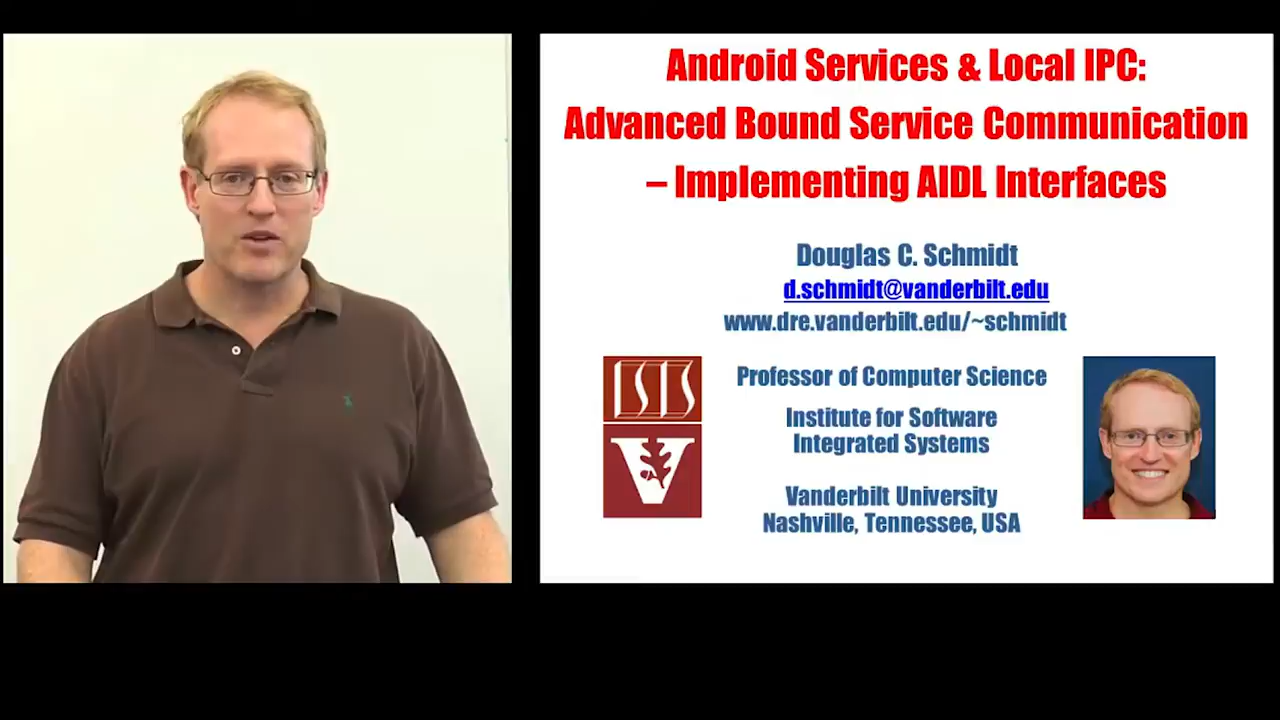 Android Services & Local IPC:
Advanced Bound Service Communication
– Implementing AIDL Interfaces
Douglas C. Schmidt
d.schmidt@vanderbilt.edu
www.dre.vanderbilt.edu/~schmidt
ISIS
V
Professor of Computer Science
Institute for Software
Integrated Systems
Vanderbilt University
Nashville, Tennessee, USA